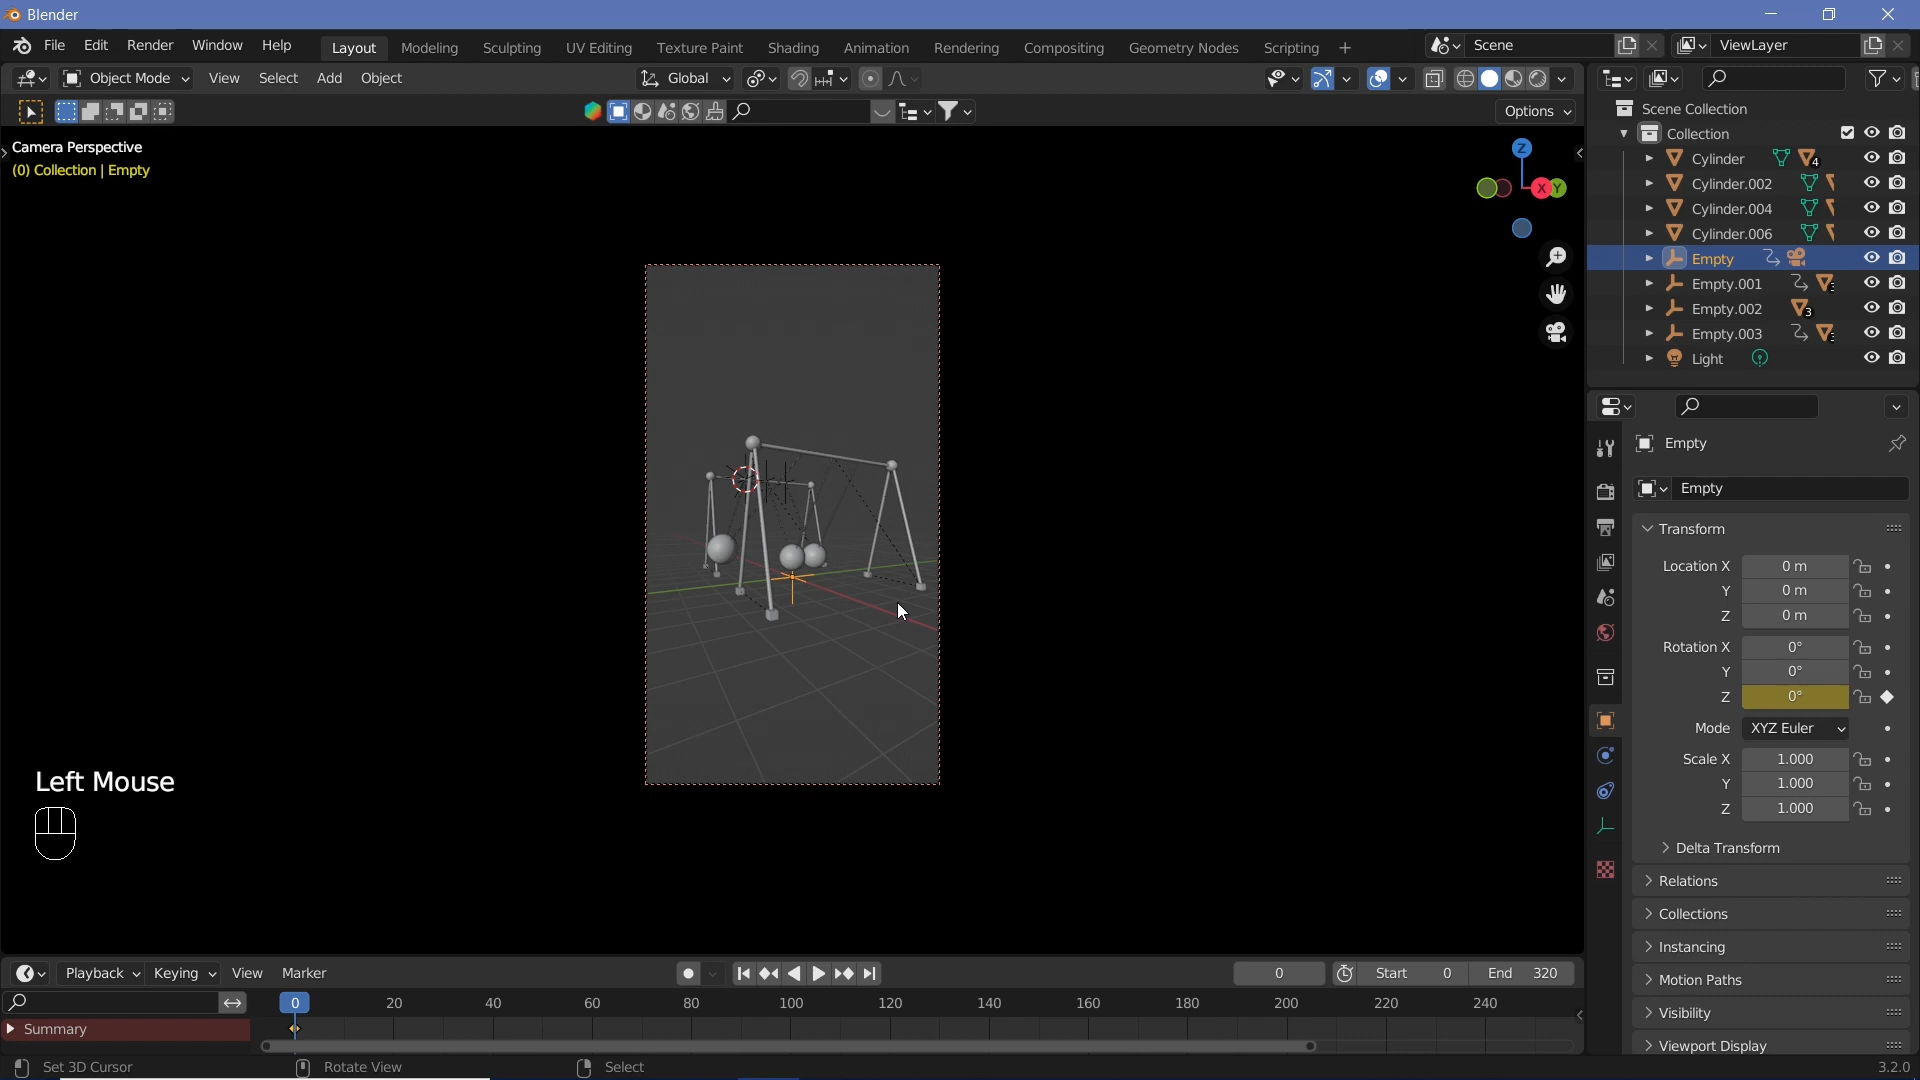 Blender
File Edit Render Window Help Layout Modeling Sculpting UV Editing Texture Paint Shading Animation Rendering Compositing Geometry Nodes Scripting + Scene ViewLayer
Object Mode View Select Add Object Global
Options
Camera Perspective
(0) Collection | Empty
Z
X Y
Scene Collection
Collection
Cylinder 4
Cylinder.002
Cylinder.004
Cylinder.006
Empty
Empty.001
Empty.002 3
Empty.003
Light
Empty
Empty
Transform
Location X 0 m
Y 0 m
Z 0 m
Rotation X 0°
Y 0°
Z 0°
Mode XYZ Euler
Scale X 1.000
Y 1.000
Z 1.000
Delta Transform
Relations
Collections
Instancing
Motion Paths
Visibility
Viewport Display
Left Mouse
Playback Keying View Marker 0 Start 0 End 320
0 20 40 60 80 100 120 140 160 180 200 220 240
Summary
Set 3D Cursor Rotate View Select 3.2.0